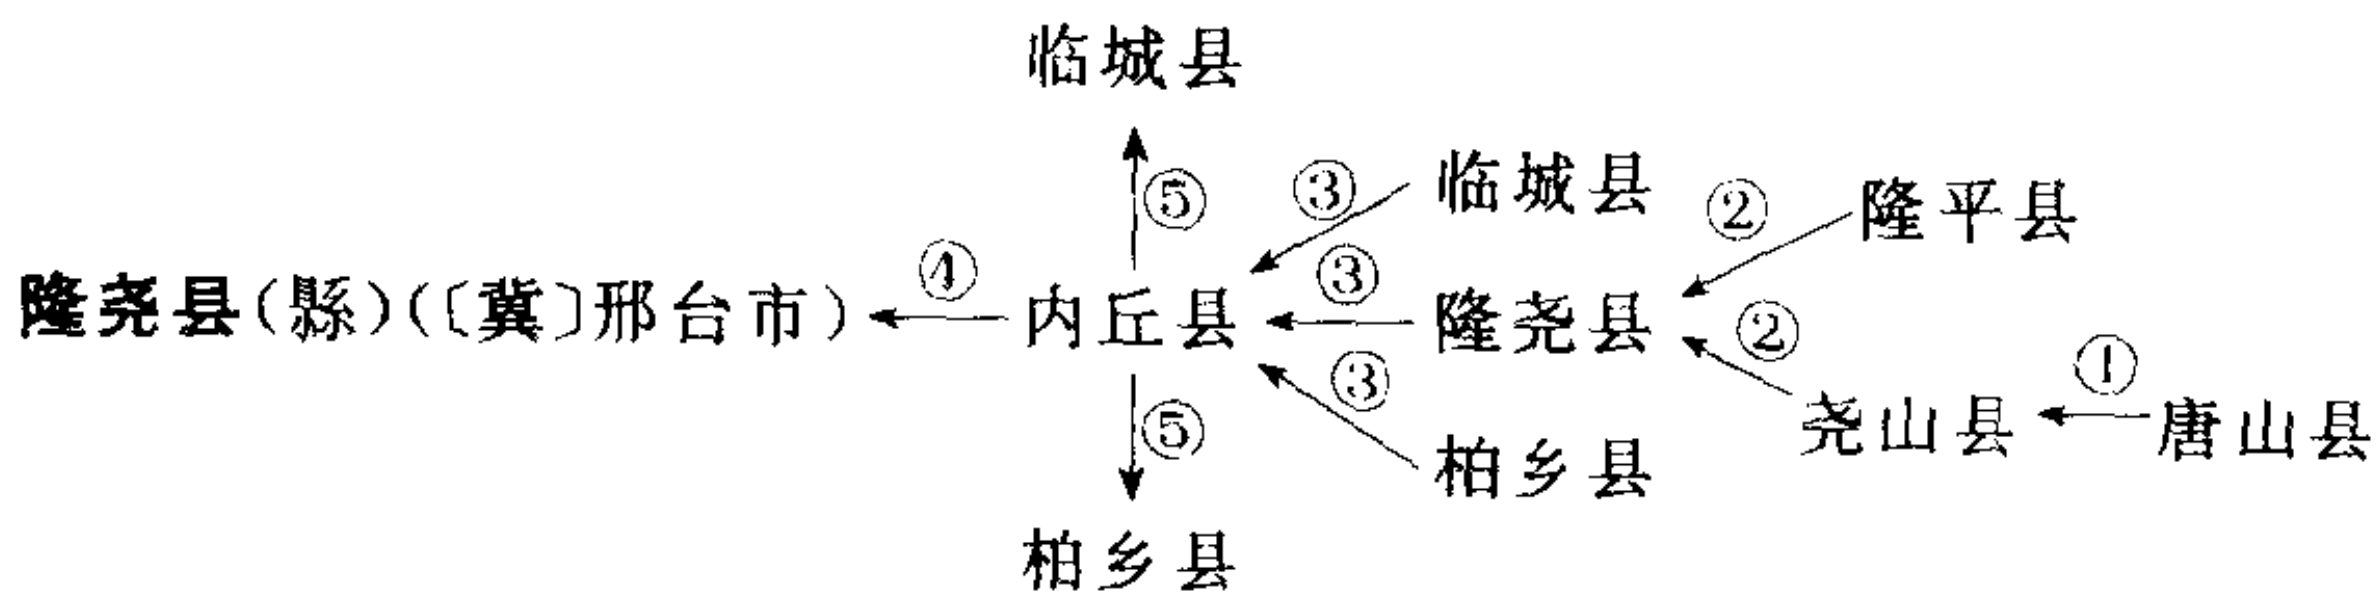 临城县
⑤ ③ 临城县 ② 隆平县
隆尧县(縣)(〔冀〕邢台市) ④ 内丘县 ③ 隆尧县 ②
⑤ ③ 柏乡县 尧山县 ① 唐山县
柏乡县